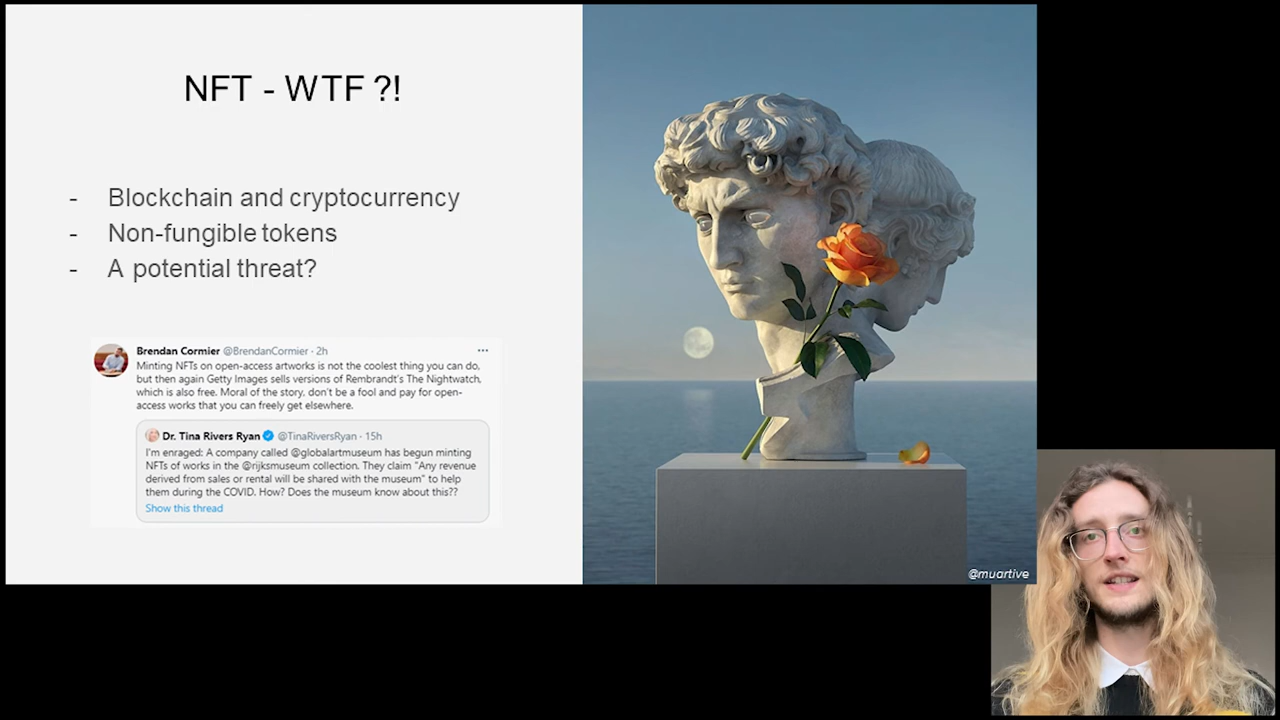 NFT - WTF ?!
- Blockchain and cryptocurrency
- Non-fungible tokens
- A potential threat?
Brendan Cormier @BrendanCormier · 2h ···
Minting NFTs on open-access artworks is not the coolest thing you can do,
but then again Getty Images sells versions of Rembrandt's The Nightwatch,
which is also free. Moral of the story, don't be a fool and pay for open-
access works that you can freely get elsewhere.
Dr. Tina Rivers Ryan @TinaRiversRyan · 15h
I'm enraged: A company called @globalartmuseum has begun minting
NFTs of works in the @rijksmuseum collection. They claim "Any revenue
derived from sales or rental will be shared with the museum" to help
them during the COVID. How? Does the museum know about this??
Show this thread
@muartive